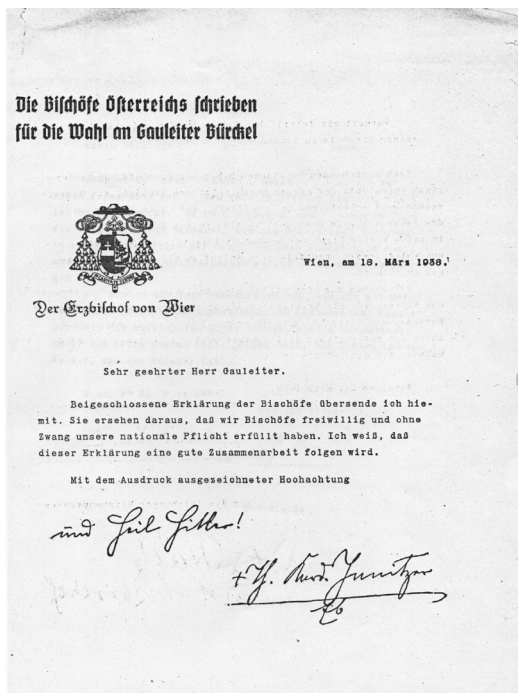 Die Bischöfe Österreichs schrieben
für die Wahl an Gauleiter Bürckel
Wien, am 18. März 1938.
Der Erzbischof von Wien
Sehr geehrter Herr Gauleiter.
Beigeschlossene Erklärung der Bischöfe übersende ich hie-
mit. Sie ersehen daraus, daß wir Bischöfe freiwillig und ohne
Zwang unsere nationale Pflicht erfüllt haben. Ich weiß, daß
dieser Erklärung eine gute Zusammenarbeit folgen wird.
Mit dem Ausdruck ausgezeichneter Hochachtung
und Heil Hitler!
+Th. Kard. Innitzer
Eb